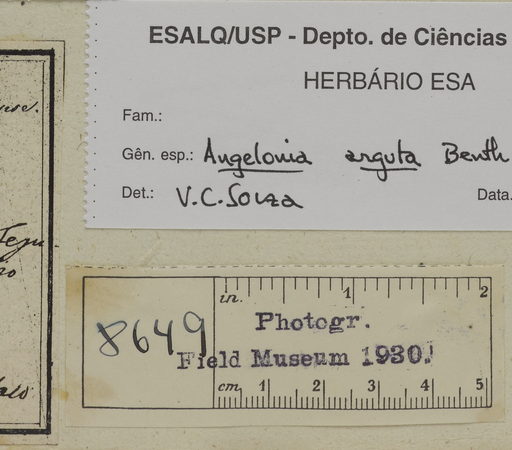 ESALQ/USP - Depto. de Ciências
HERBÁRIO ESA
Fam.:
Gên. esp.: Angelonia arguta Benth
Det.: V.C. Souza
Data.
in. 1 2
8649
Photogr.
Field Museum 1930.
cm 1 2 3 4 5